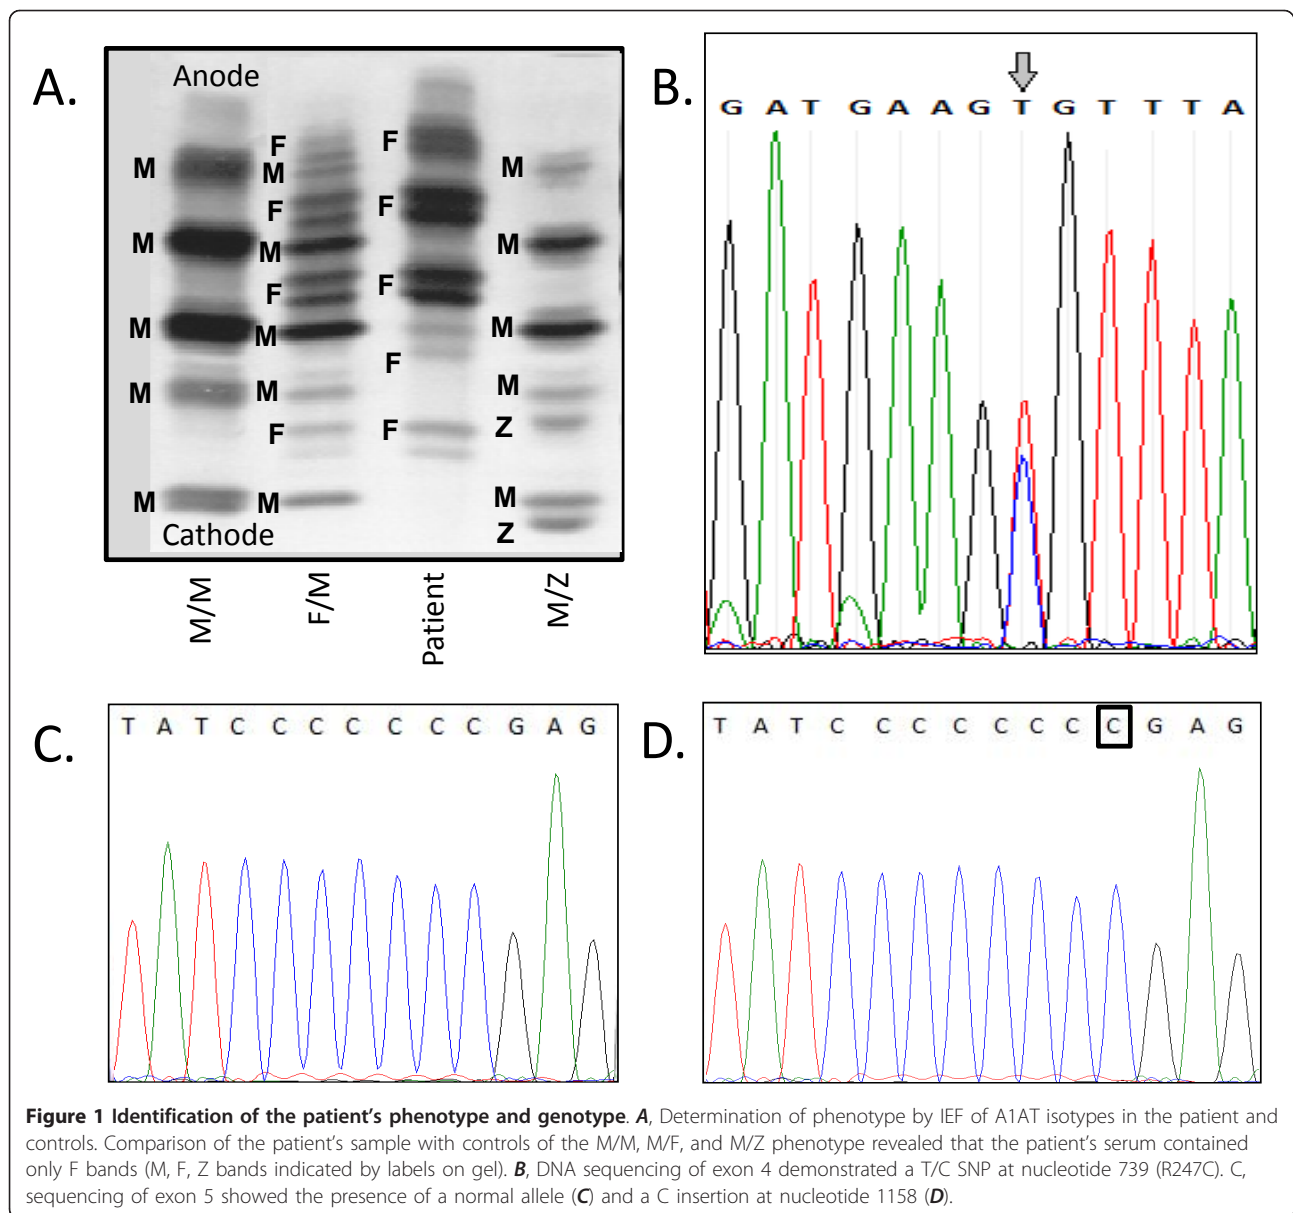 A.
Anode
M
F
M
F
M
M
F
F
M
M
F
F
M
M
M
F
M
F
M
M
M
F
F
Z
M
M
M
Cathode
Z
M/M
F/M
Patient
M/Z
B.
G A T G A A G T G T T T A
C.
T A T C C C C C C C G A G
D.
T A T C C C C C C C C G A G
Figure 1 Identification of the patient's phenotype and genotype. A, Determination of phenotype by IEF of A1AT isotypes in the patient and
controls. Comparison of the patient's sample with controls of the M/M, M/F, and M/Z phenotype revealed that the patient's serum contained
only F bands (M, F, Z bands indicated by labels on gel). B, DNA sequencing of exon 4 demonstrated a T/C SNP at nucleotide 739 (R247C). C,
sequencing of exon 5 showed the presence of a normal allele (C) and a C insertion at nucleotide 1158 (D).